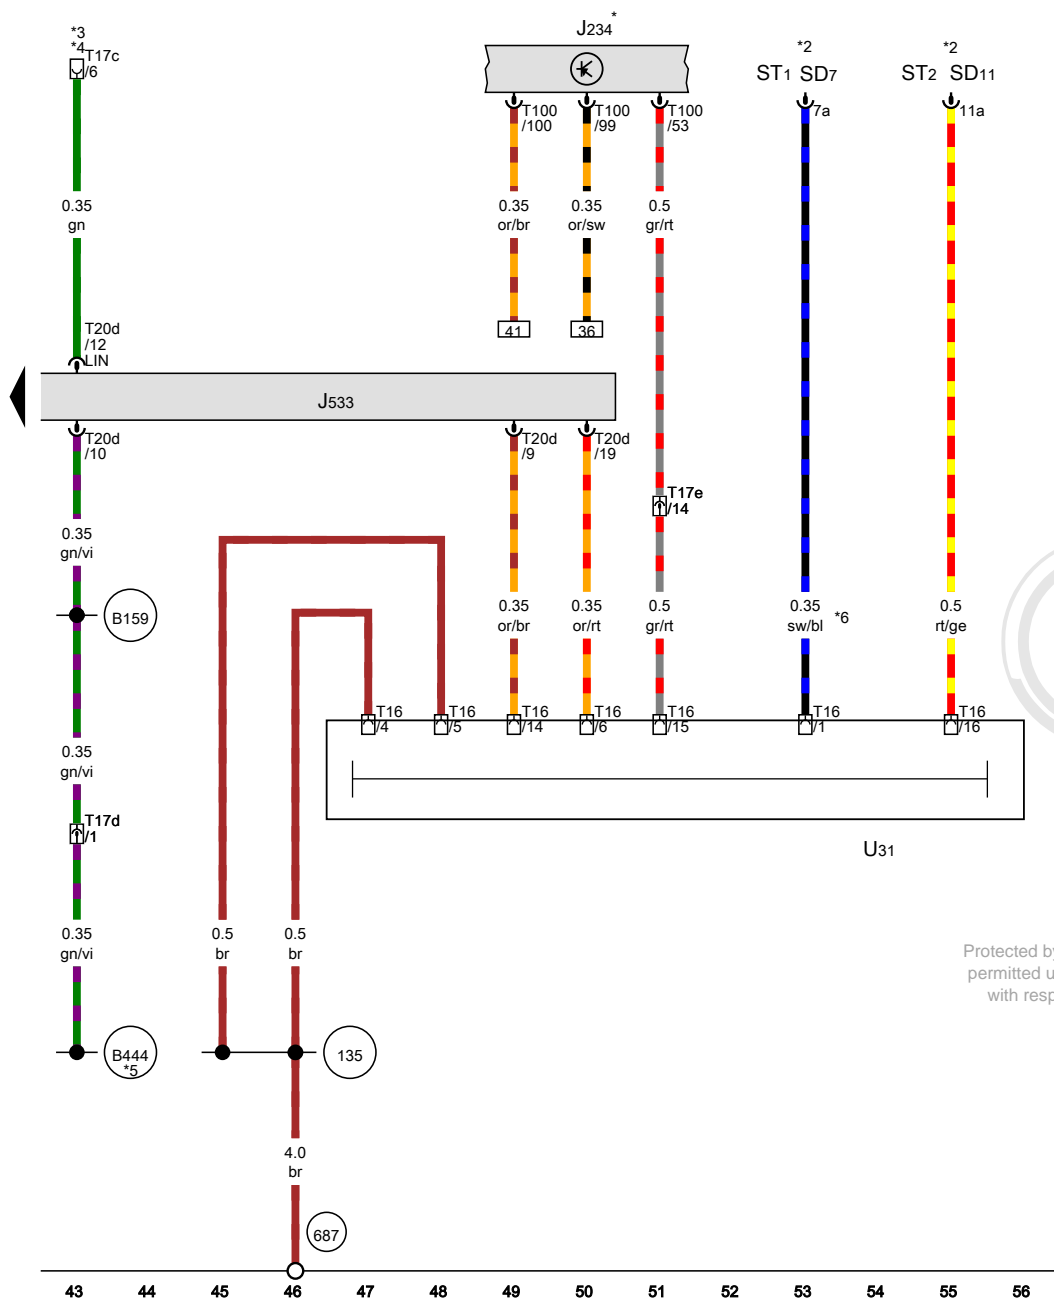 *3
*4
T17c
/6
J234 *
*2
ST1 SD7
*2
ST2 SD11
T100
/100
T100
/99
T100
/53
7a
11a
0.35
gn
0.35
or/br
0.35
or/sw
0.5
gr/rt
T20d
/12
LIN
41
36
J533
T20d
/10
T20d
/9
T20d
/19
T17e
/14
0.35
gn/vi
B159
0.35
or/br
0.35
or/rt
0.5
gr/rt
0.35
sw/bl
*6
0.5
rt/ge
T16
/4
T16
/5
T16
/14
T16
/6
T16
/15
T16
/1
T16
/16
0.35
gn/vi
T17d
/1
U31
0.35
gn/vi
0.5
br
0.5
br
Protected by
permitted u
with resp
B444
*5
135
4.0
br
687
43 44 45 46 47 48 49 50 51 52 53 54 55 56